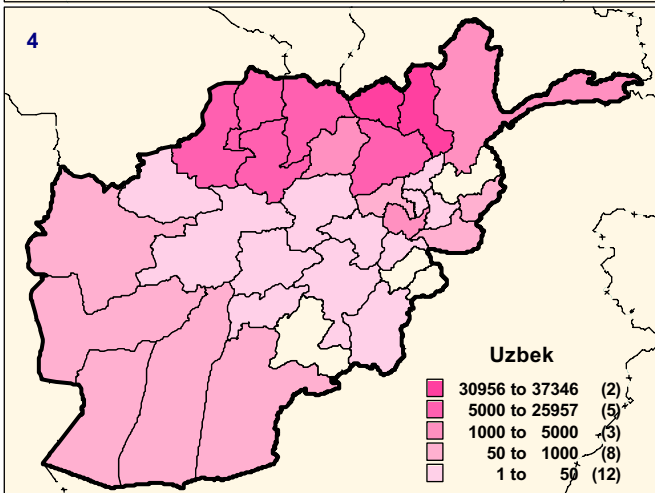 4
Uzbek
30956 to 37346 (2)
5000 to 25957 (5)
1000 to 5000 (3)
50 to 1000 (8)
1 to 50 (12)